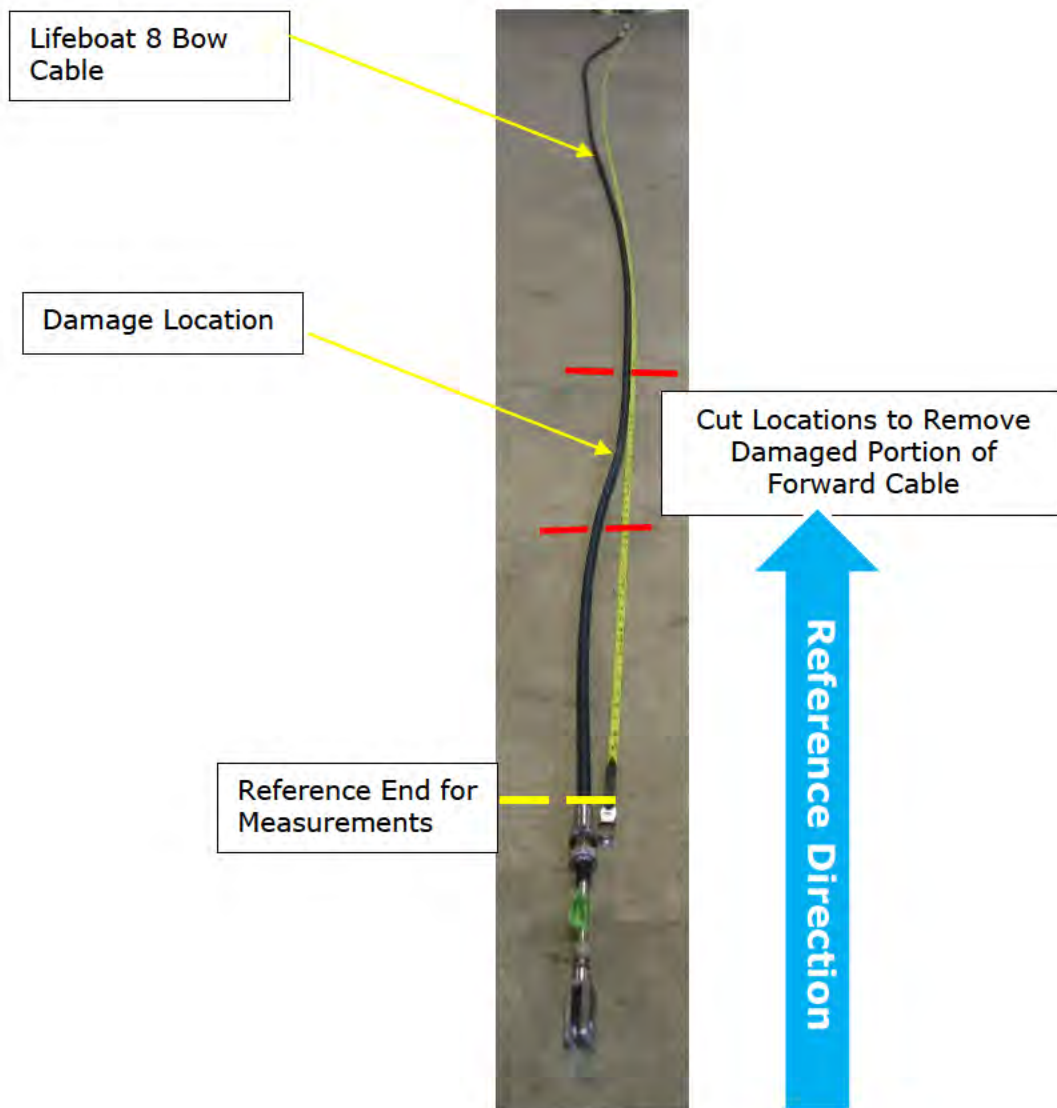 Lifeboat 8 Bow
Cable
Damage Location
Cut Locations to Remove
Damaged Portion of
Forward Cable
Reference End for
Measurements
Reference Direction